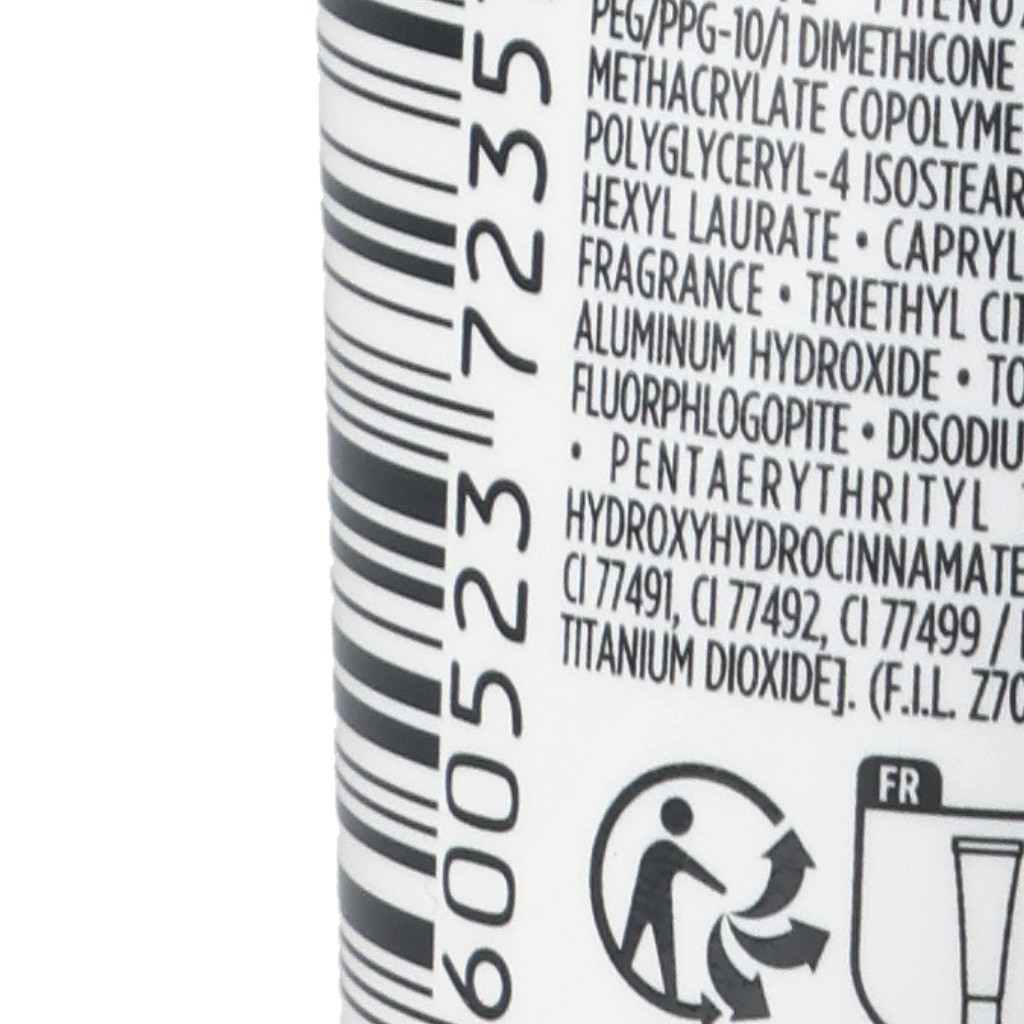 600523 7235
PEG/PPG-10/1 DIMETHICONE
METHACRYLATE COPOLYME
POLYGLYCERYL-4 ISOSTEAR
HEXYL LAURATE • CAPRYL
FRAGRANCE • TRIETHYL CIT
ALUMINUM HYDROXIDE • TO
FLUORPHLOGOPITE • DISODIU
• PENTAERYTHRITYL
HYDROXYHYDROCINNAMATE
CI 77491, CI 77492, CI 77499 /
TITANIUM DIOXIDE]. (F.I.L. Z70
FR